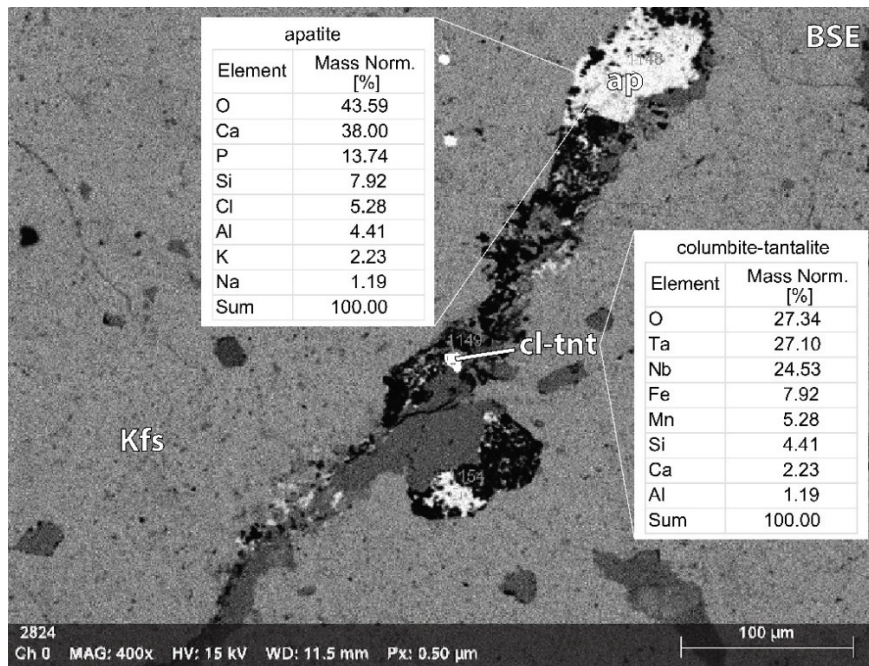 apatite
Element Mass Norm. [%]
O 43.59
Ca 38.00
P 13.74
Si 7.92
Cl 5.28
Al 4.41
K 2.23
Na 1.19
Sum 100.00
BSE
1148
ap
columbite-tantalite
Element Mass Norm. [%]
O 27.34
Ta 27.10
Nb 24.53
Fe 7.92
Mn 5.28
Si 4.41
Ca 2.23
Al 1.19
Sum 100.00
1149
cl-tnt
Kfs
154
2824
Ch 0 MAG: 400x HV: 15 kV WD: 11.5 mm Px: 0.50 µm
100 µm